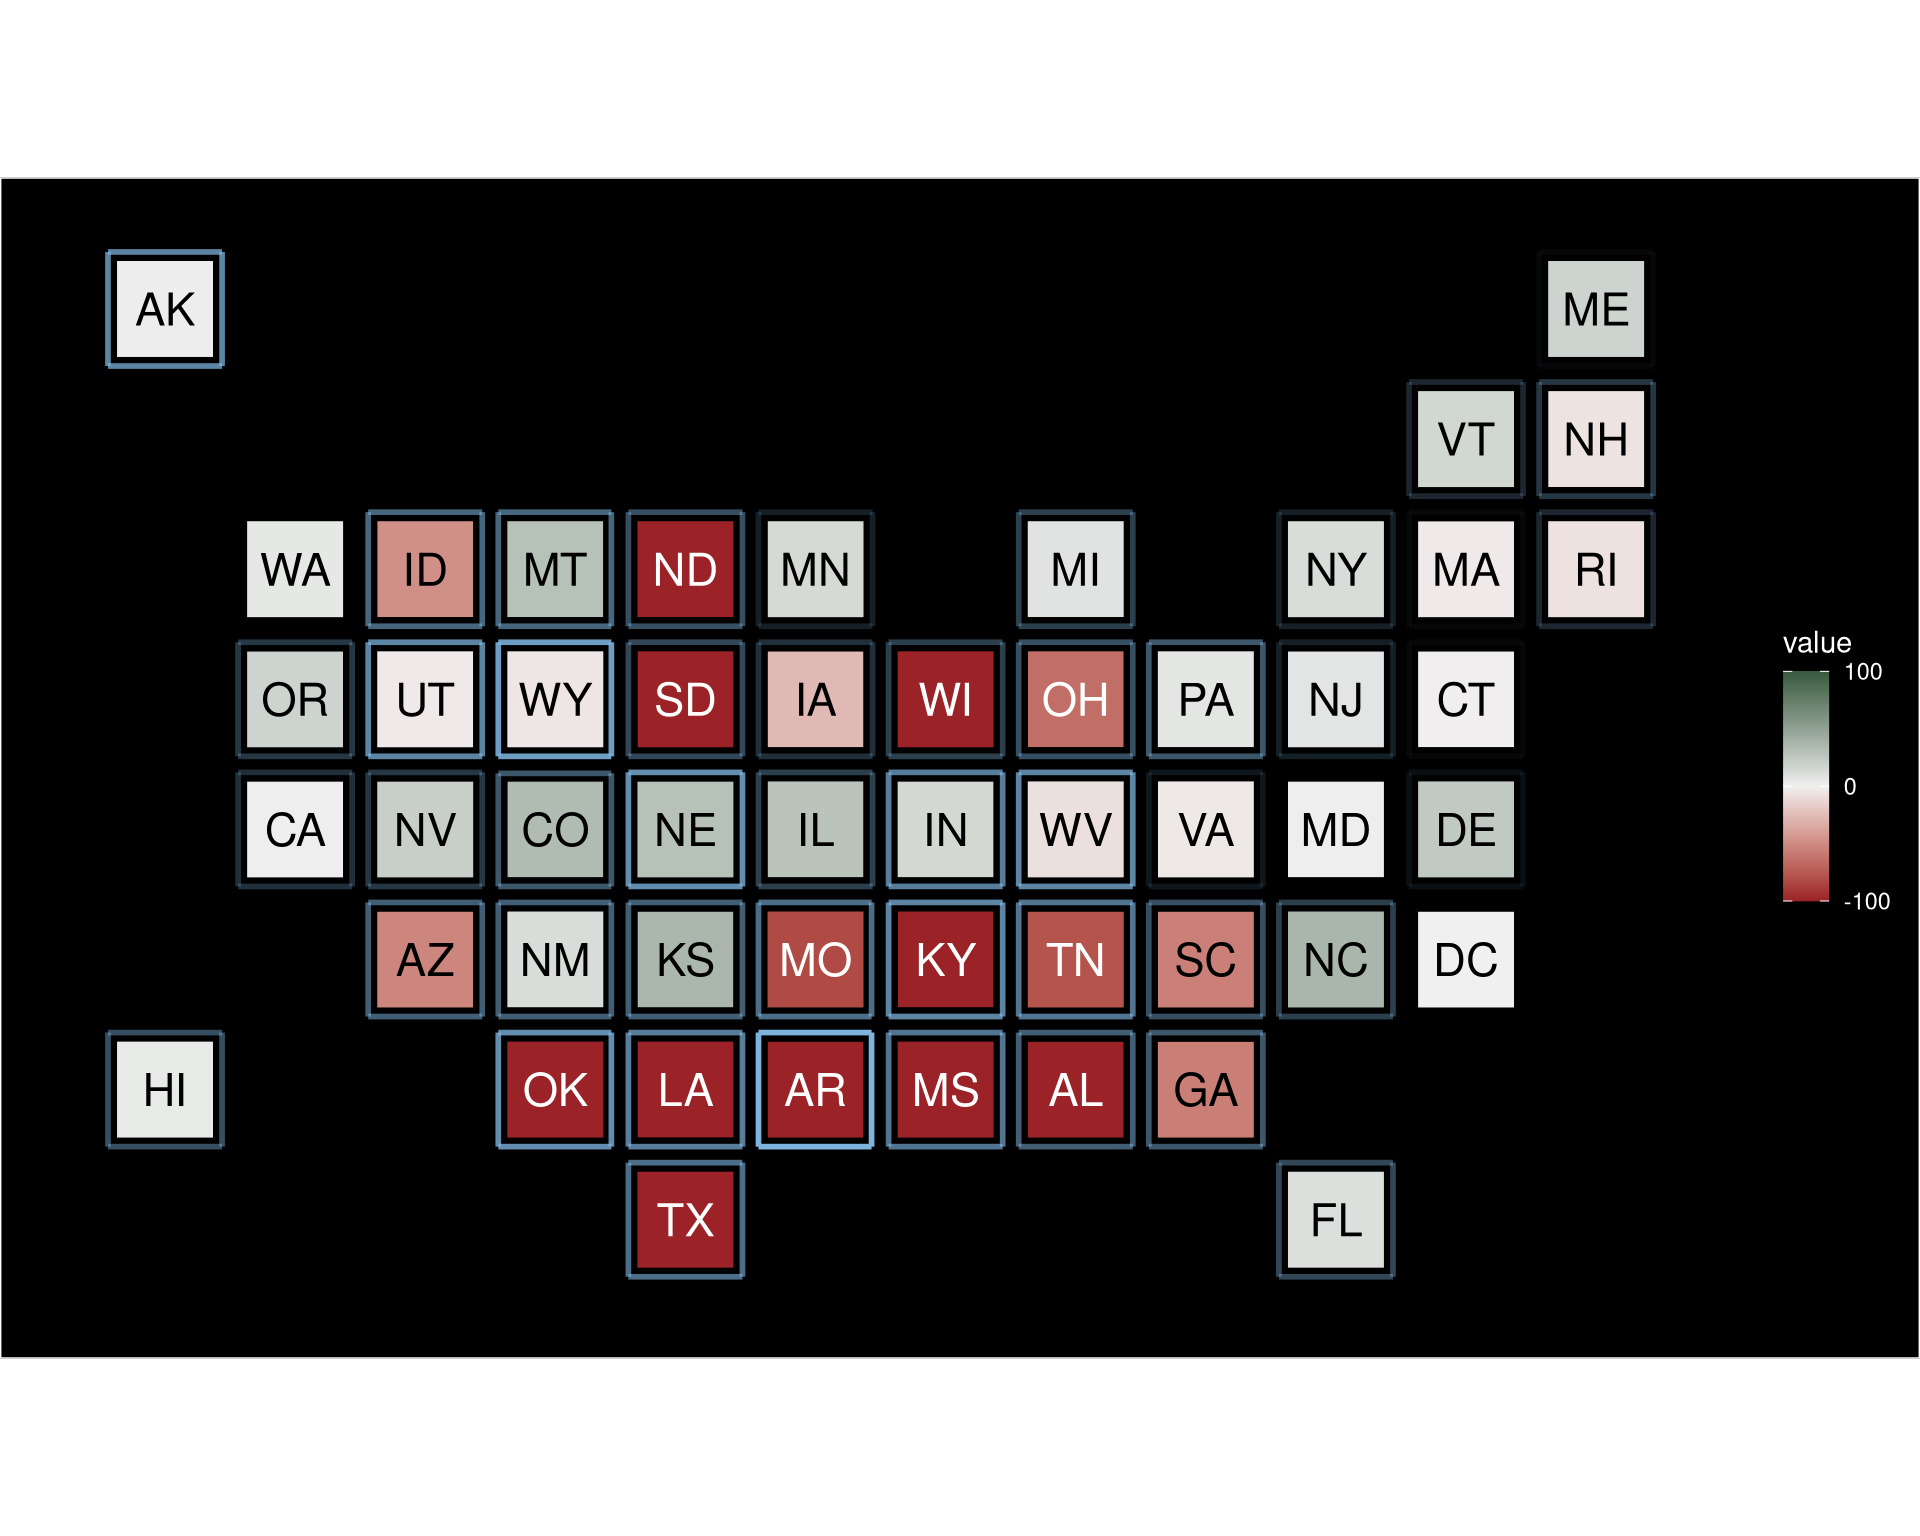 AK ME
VT NH
WA ID MT ND MN MI NY MA RI
OR UT WY SD IA WI OH PA NJ CT
CA NV CO NE IL IN WV VA MD DE
AZ NM KS MO KY TN SC NC DC
HI OK LA AR MS AL GA
TX FL
value
100
0
-100